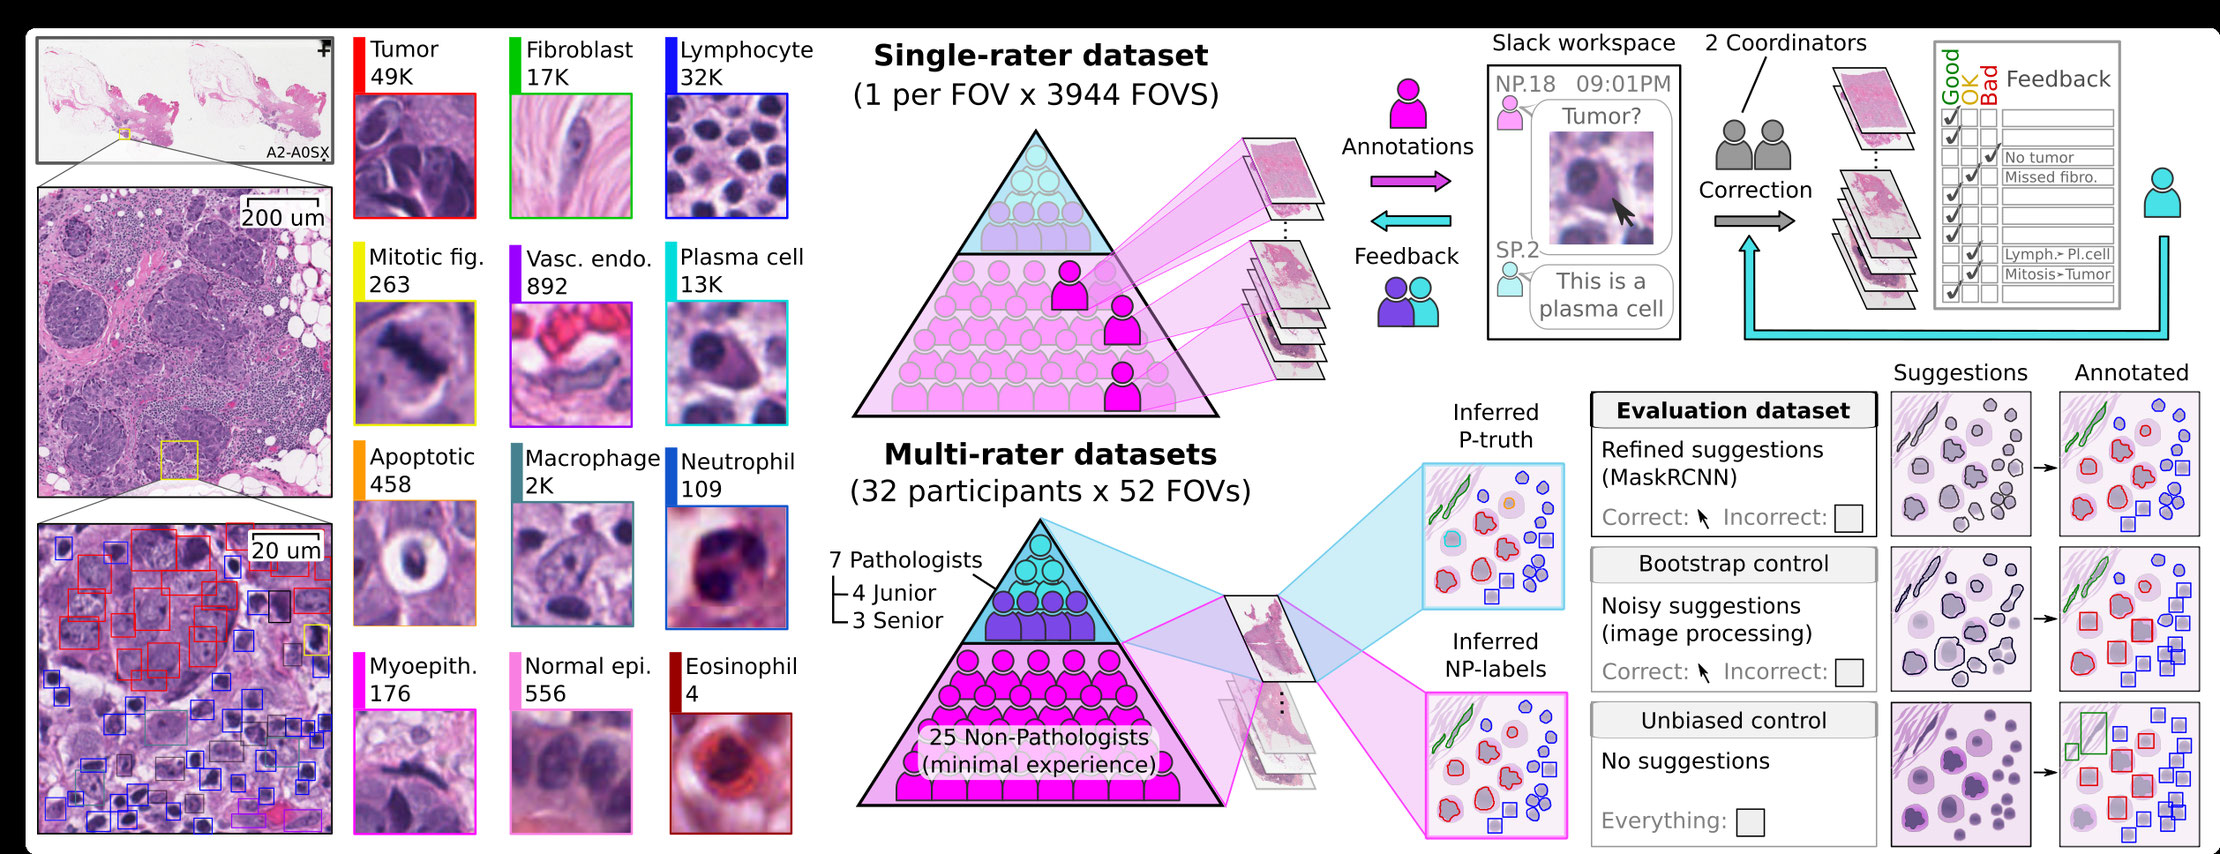 A2-A0SX
200 um
20 um
Tumor
49K
Fibroblast
17K
Lymphocyte
32K
Mitotic fig.
263
Vasc. endo.
892
Plasma cell
13K
Apoptotic
458
Macrophage
2K
Neutrophil
109
Myoepith.
176
Normal epi.
556
Eosinophil
4
Single-rater dataset
(1 per FOV x 3944 FOVS)
Annotations
Feedback
Slack workspace
NP.18 09:01PM
Tumor?
SP.2
This is a
plasma cell
2 Coordinators
Correction
Good
OK
Bad
Feedback
No tumor
Missed fibro.
Lymph.➤ Pl.cell
Mitosis➤Tumor
Multi-rater datasets
(32 participants x 52 FOVs)
7 Pathologists
4 Junior
3 Senior
25 Non-Pathologists
(minimal experience)
Inferred
P-truth
Inferred
NP-labels
Suggestions
Annotated
Evaluation dataset
Refined suggestions
(MaskRCNN)
Correct: Incorrect:
Bootstrap control
Noisy suggestions
(image processing)
Correct: Incorrect:
Unbiased control
No suggestions
Everything: